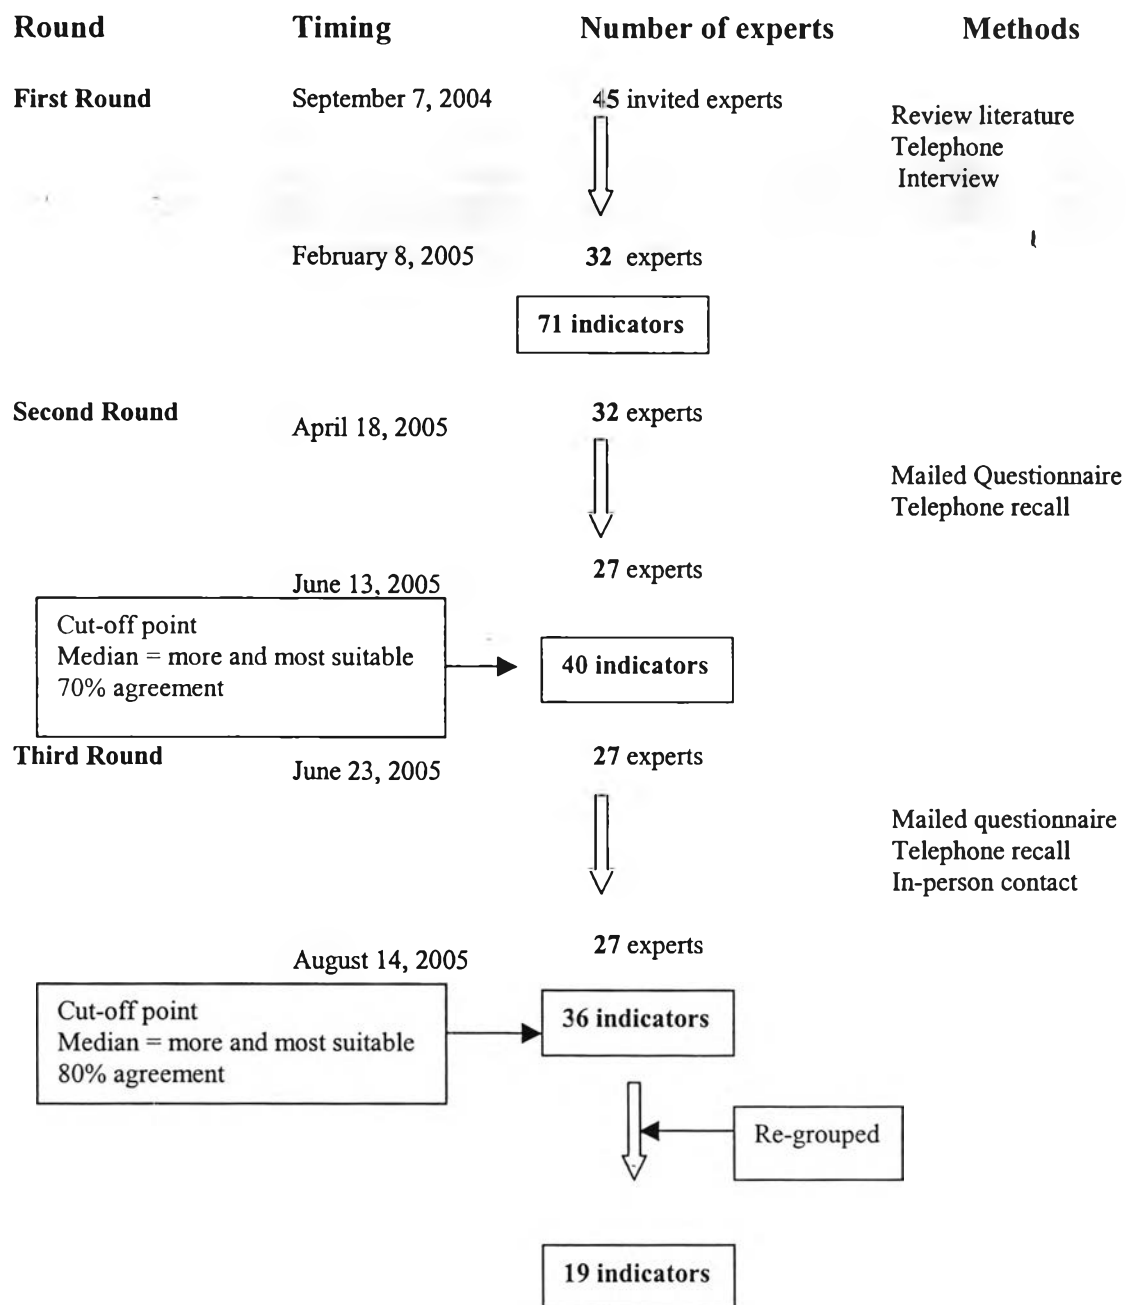 Round Timing Number of experts Methods
First Round September 7, 2004 45 invited experts
Review literature
Telephone
Interview
February 8, 2005 32 experts
71 indicators
Second Round 32 experts
April 18, 2005
Mailed Questionnaire
Telephone recall
27 experts
June 13, 2005
Cut-off point
Median = more and most suitable
70% agreement
40 indicators
Third Round 27 experts
June 23, 2005
Mailed questionnaire
Telephone recall
In-person contact
27 experts
August 14, 2005
Cut-off point
Median = more and most suitable
80% agreement
36 indicators
Re-grouped
19 indicators